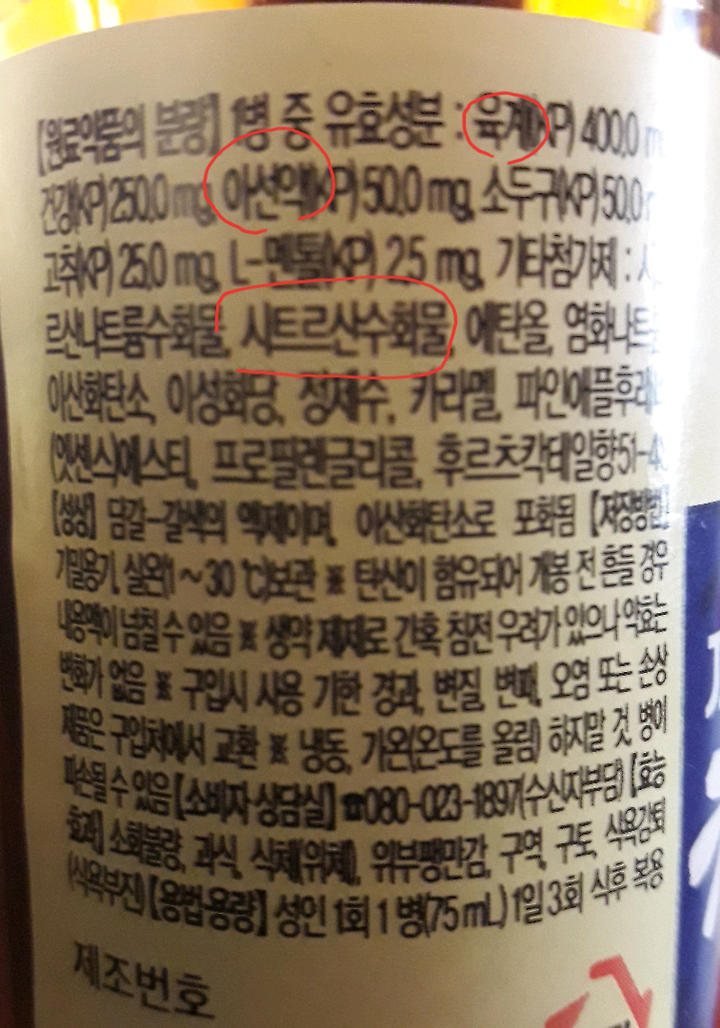 [원료약품의 분량] 1병 중 유효성분 : 육계(KP) 400.0 m
건강(KP) 250.0 mg, 아선약(KP) 50.0 mg, 소두구(KP) 50.0
고추(KP) 25.0 mg, L-멘톨(KP) 2.5 mg, 기타첨가제 : 시
르산나트륨수화물, 시트르산수화물, 에탄올, 염화나트
이산화탄소, 이성화당, 정제수, 카라멜, 파인애플후레
(엣센스)에스티, 프로필렌글리콜, 후르츠칵테일향51-4
[성상] 담갈-갈색의 액제이며, 이산화탄소로 포화됨 [저장방법]
기밀용기, 실온(1~30 ℃)보관 ※ 탄산이 함유되어 개봉 전 흔들 경우
내용액이 넘칠 수 있음 ※ 생약 제제로 간혹 침전 우려가 있으나 약효는
변화가 없음 ※ 구입시 사용 기한 경과, 변질, 변패, 오염 또는 손상
제품은 구입처에서 교환 ※ 냉동, 가온(온도를 올림) 하지말 것. 병이
파손될 수 있음 [소비자 상담실] ☎080-023-1897(수신자부담) [효능
효과] 소화불량, 과식, 식체(위체), 위부팽만감, 구역, 구토, 식욕감퇴
(식욕부진) [용법·용량] 성인 1회 1 병(75 mL) 1일 3회 식후 복용
제조번호